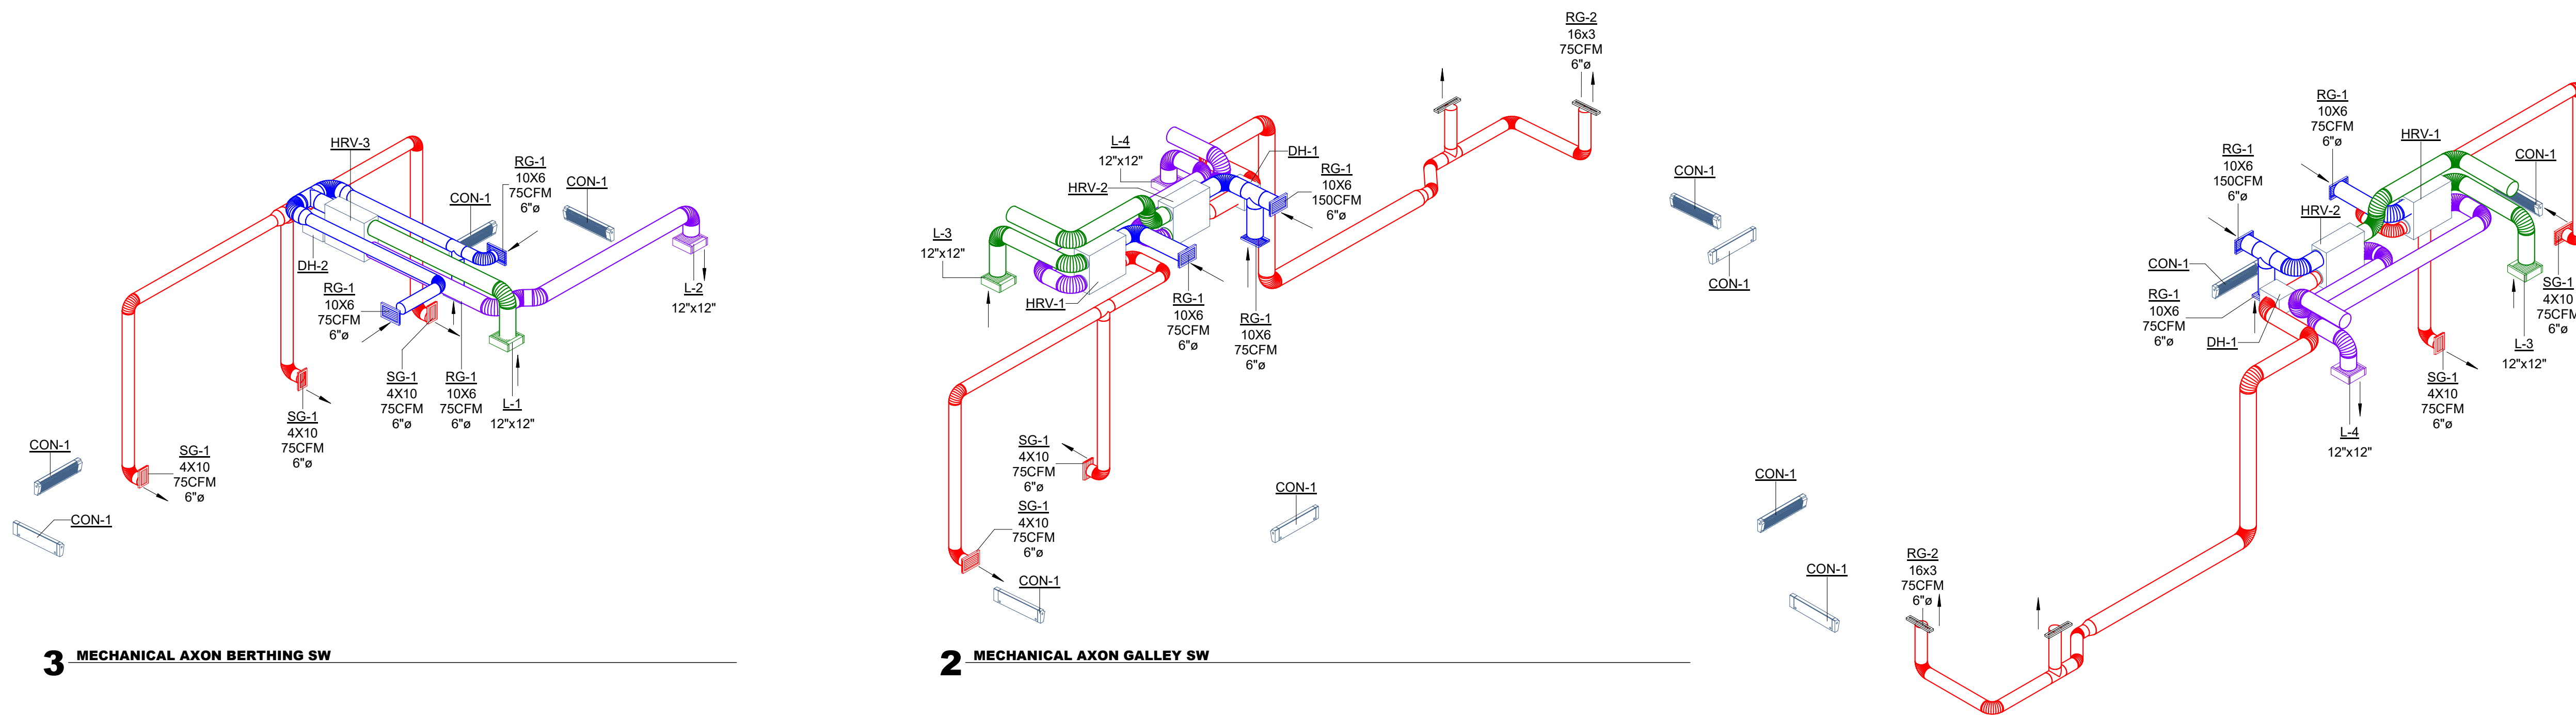 HRV-3
RG-1
10X6
75CFM
6"ø
CON-1
CON-1
DH-2
RG-1
10X6
75CFM
6"ø
L-2
12"x12"
SG-1
4X10
75CFM
6"ø
RG-1
10X6
75CFM
6"ø
L-1
12"x12"
SG-1
4X10
75CFM
6"ø
SG-1
4X10
75CFM
6"ø
CON-1
CON-1
3 MECHANICAL AXON BERTHING SW
RG-2
16x3
75CFM
6"ø
L-4
12"x12"
DH-1
HRV-2
RG-1
10X6
150CFM
6"ø
L-3
12"x12"
HRV-1
RG-1
10X6
75CFM
6"ø
RG-1
10X6
75CFM
6"ø
CON-1
CON-1
SG-1
4X10
75CFM
6"ø
SG-1
4X10
75CFM
6"ø
CON-1
CON-1
2 MECHANICAL AXON GALLEY SW
RG-1
10X6
75CFM
6"ø
HRV-1
CON-1
RG-1
10X6
150CFM
6"ø
HRV-2
CON-1
RG-1
10X6
75CFM
6"ø
DH-1
SG-1
4X10
75CFM
6"ø
L-3
12"x12"
SG-1
4X10
75CFM
6"ø
L-4
12"x12"
CON-1
CON-1
RG-2
16x3
75CFM
6"ø